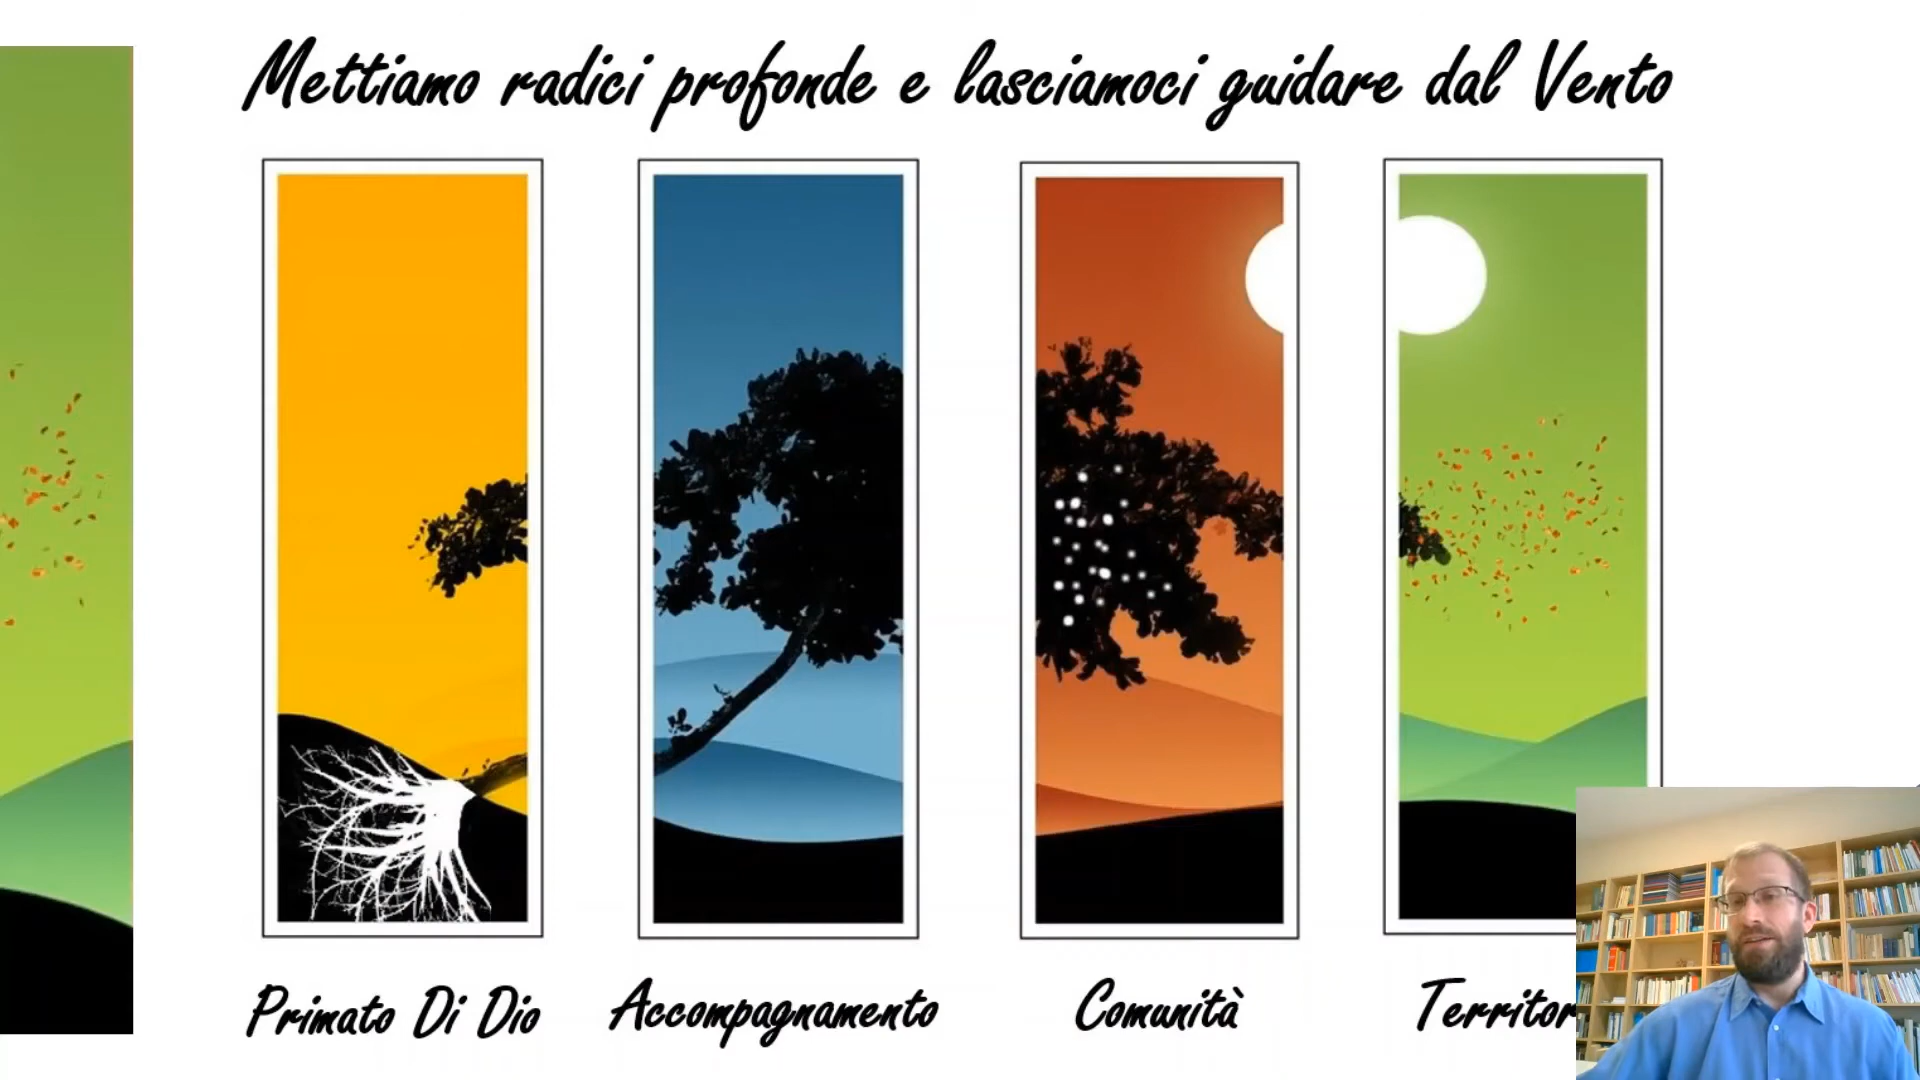 Mettiamo radici profonde e lasciamoci guidare dal Vento
Primato Di Dio
Accompagnamento
Comunità